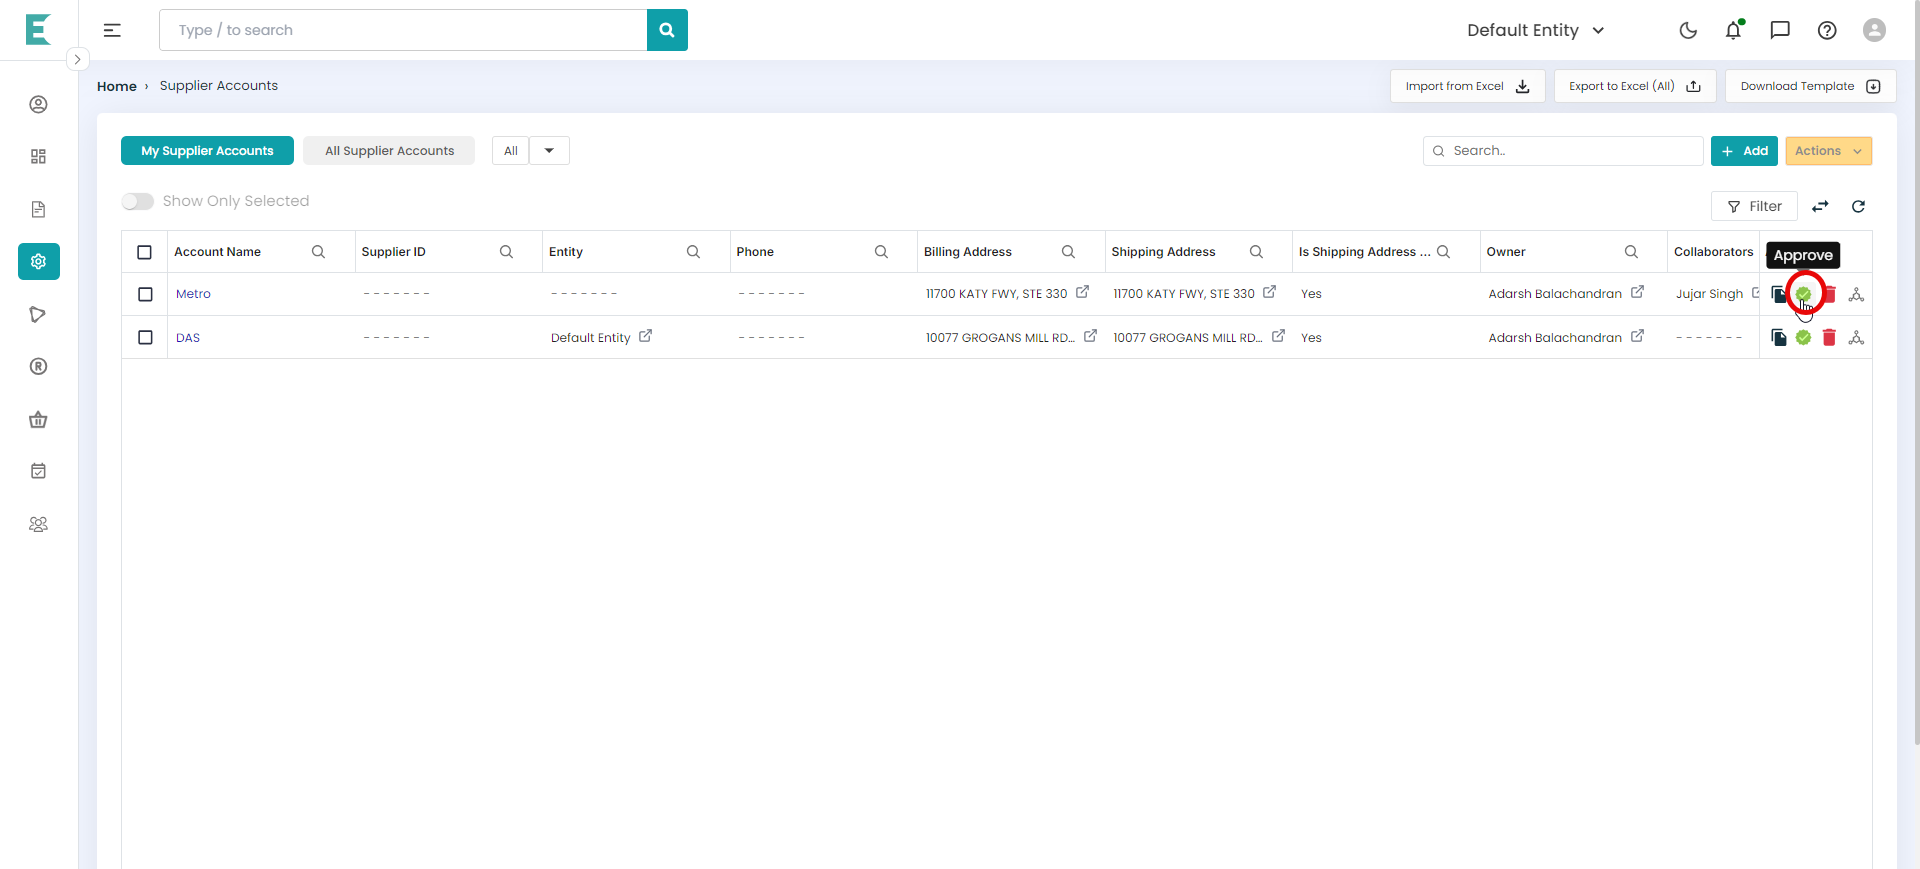 E
Type / to search
Default Entity
Home › Supplier Accounts
Import from Excel
Export to Excel (All)
Download Template
My Supplier Accounts
All Supplier Accounts
All
Search..
+ Add
Actions
Show Only Selected
Filter
Account Name Supplier ID Entity Phone Billing Address Shipping Address Is Shipping Address ... Owner Collaborators
Approve
Metro ------- ------- ------- 11700 KATY FWY, STE 330 11700 KATY FWY, STE 330 Yes Adarsh Balachandran Jujar Singh
DAS ------- Default Entity ------- 10077 GROGANS MILL RD... 10077 GROGANS MILL RD... Yes Adarsh Balachandran -------